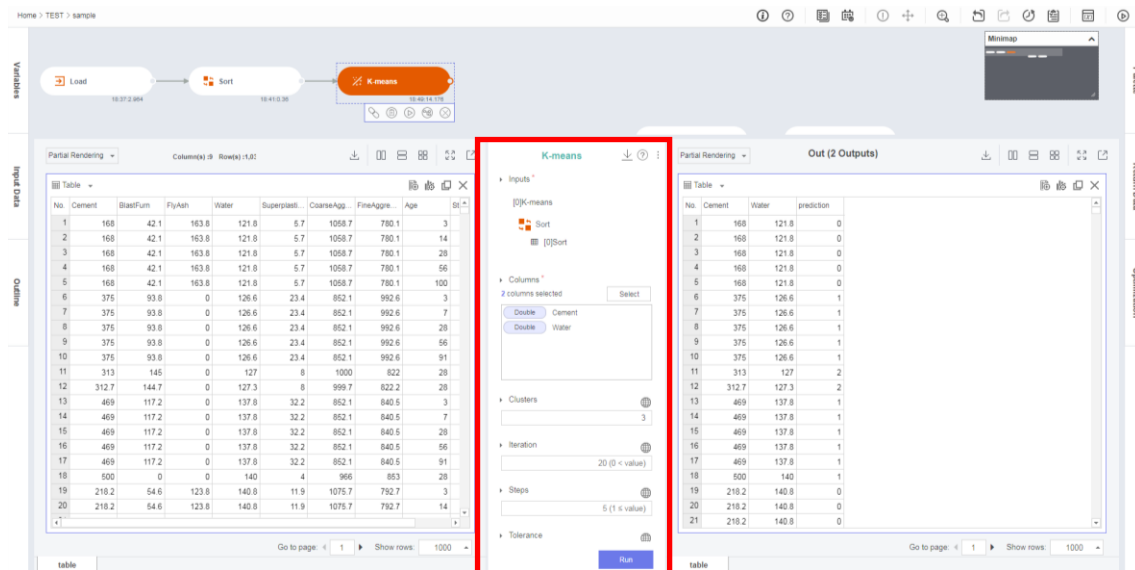 Home > TEST > sample
Minimap
Variables
Input Data
Outline
Load
Sort
K-means
Partial Rendering
Column(s) :9 Row(s) :1,03
Table
No. Cement BlastFurn FlyAsh Water Superplasti... CoarseAgg... FineAggre... Age St
1 168 42.1 163.8 121.8 5.7 1058.7 780.1 3
2 168 42.1 163.8 121.8 5.7 1058.7 780.1 14
3 168 42.1 163.8 121.8 5.7 1058.7 780.1 28
4 168 42.1 163.8 121.8 5.7 1058.7 780.1 56
5 168 42.1 163.8 121.8 5.7 1058.7 780.1 100
6 375 93.8 0 126.6 23.4 852.1 992.6 3
7 375 93.8 0 126.6 23.4 852.1 992.6 7
8 375 93.8 0 126.6 23.4 852.1 992.6 28
9 375 93.8 0 126.6 23.4 852.1 992.6 56
10 375 93.8 0 126.6 23.4 852.1 992.6 91
11 313 145 0 127 8 1000 822 28
12 312.7 144.7 0 127.3 8 999.7 822.2 28
13 469 117.2 0 137.8 32.2 852.1 840.5 3
14 469 117.2 0 137.8 32.2 852.1 840.5 7
15 469 117.2 0 137.8 32.2 852.1 840.5 28
16 469 117.2 0 137.8 32.2 852.1 840.5 56
17 469 117.2 0 137.8 32.2 852.1 840.5 91
18 500 0 0 140 4 966 853 28
19 218.2 54.6 123.8 140.8 11.9 1075.7 792.7 3
20 218.2 54.6 123.8 140.8 11.9 1075.7 792.7 14
Go to page: 1 Show rows: 1000
table
K-means
Inputs *
[0]K-means
Sort
[0]Sort
Columns *
2 columns selected Select
Double Cement
Double Water
Clusters
3
Iteration
20 (0 < value)
Steps
5 (1 ≤ value)
Tolerance
Run
Partial Rendering
Out (2 Outputs)
Table
No. Cement Water prediction
1 168 121.8 0
2 168 121.8 0
3 168 121.8 0
4 168 121.8 0
5 168 121.8 0
6 375 126.6 1
7 375 126.6 1
8 375 126.6 1
9 375 126.6 1
10 375 126.6 1
11 313 127 2
12 312.7 127.3 2
13 469 137.8 1
14 469 137.8 1
15 469 137.8 1
16 469 137.8 1
17 469 137.8 1
18 500 140 1
19 218.2 140.8 0
20 218.2 140.8 0
21 218.2 140.8 0
Go to page: 1 Show rows: 1000
table